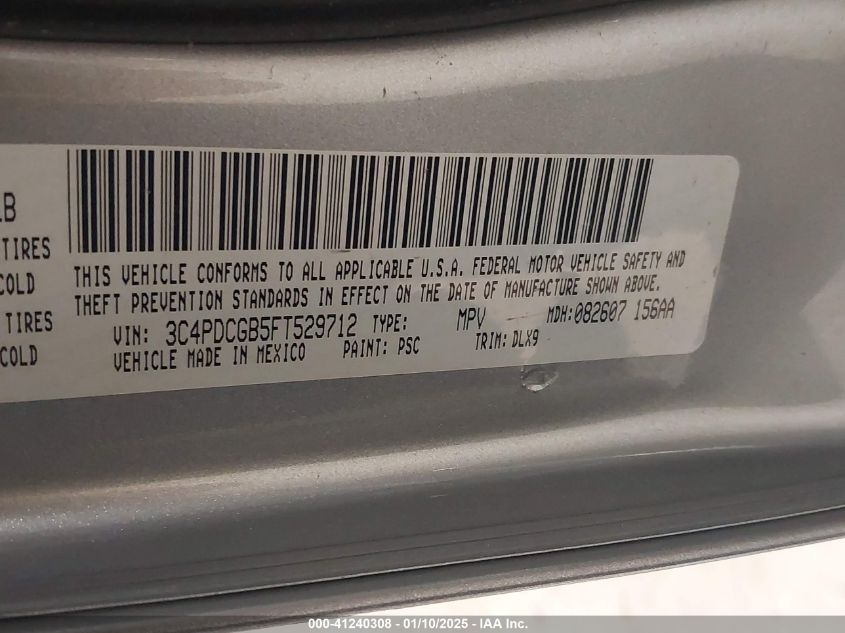 LB
TIRES
COLD
TIRES
COLD
THIS VEHICLE CONFORMS TO ALL APPLICABLE U.S.A. FEDERAL MOTOR VEHICLE SAFETY AND
THEFT PREVENTION STANDARDS IN EFFECT ON THE DATE OF MANUFACTURE SHOWN ABOVE.
VIN: 3C4PDCGB5FT529712 TYPE: MPV MDH:082607 156AA
VEHICLE MADE IN MEXICO PAINT: PSC TRIM: DLX9
000-41240308 - 01/10/2025 - IAA Inc.